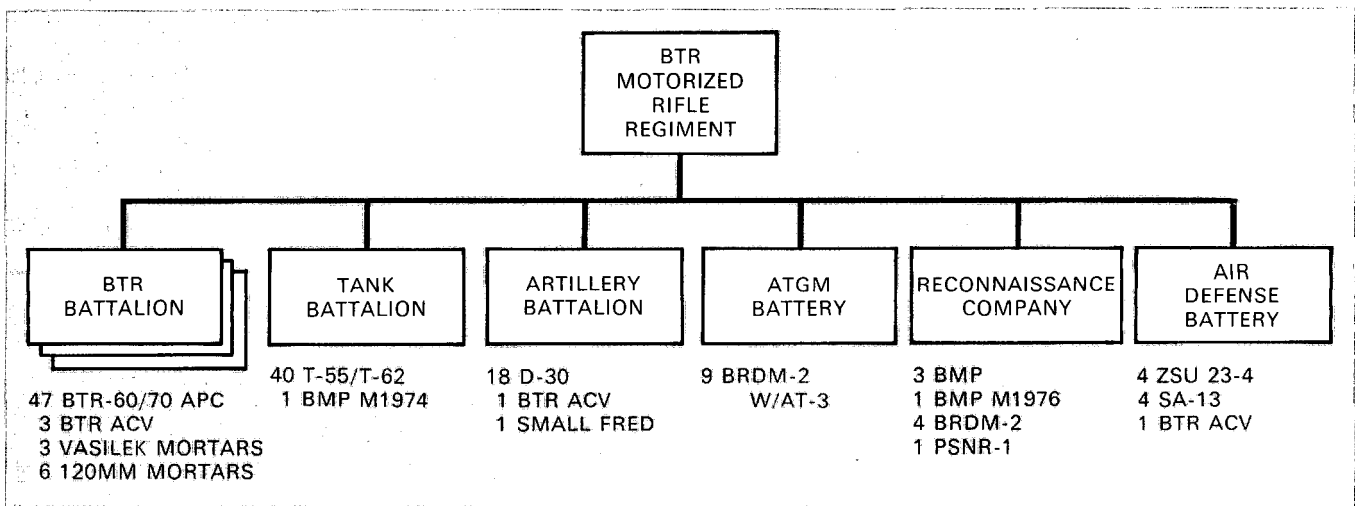 BTR
MOTORIZED
RIFLE
REGIMENT
BTR
BATTALION
47 BTR-60/70 APC
3 BTR ACV
3 VASILEK MORTARS
6 120MM MORTARS
TANK
BATTALION
40 T-55/T-62
1 BMP M1974
ARTILLERY
BATTALION
18 D-30
1 BTR ACV
1 SMALL FRED
ATGM
BATTERY
9 BRDM-2
W/AT-3
RECONNAISSANCE
COMPANY
3 BMP
1 BMP M1976
4 BRDM-2
1 PSNR-1
AIR
DEFENSE
BATTERY
4 ZSU 23-4
4 SA-13
1 BTR ACV